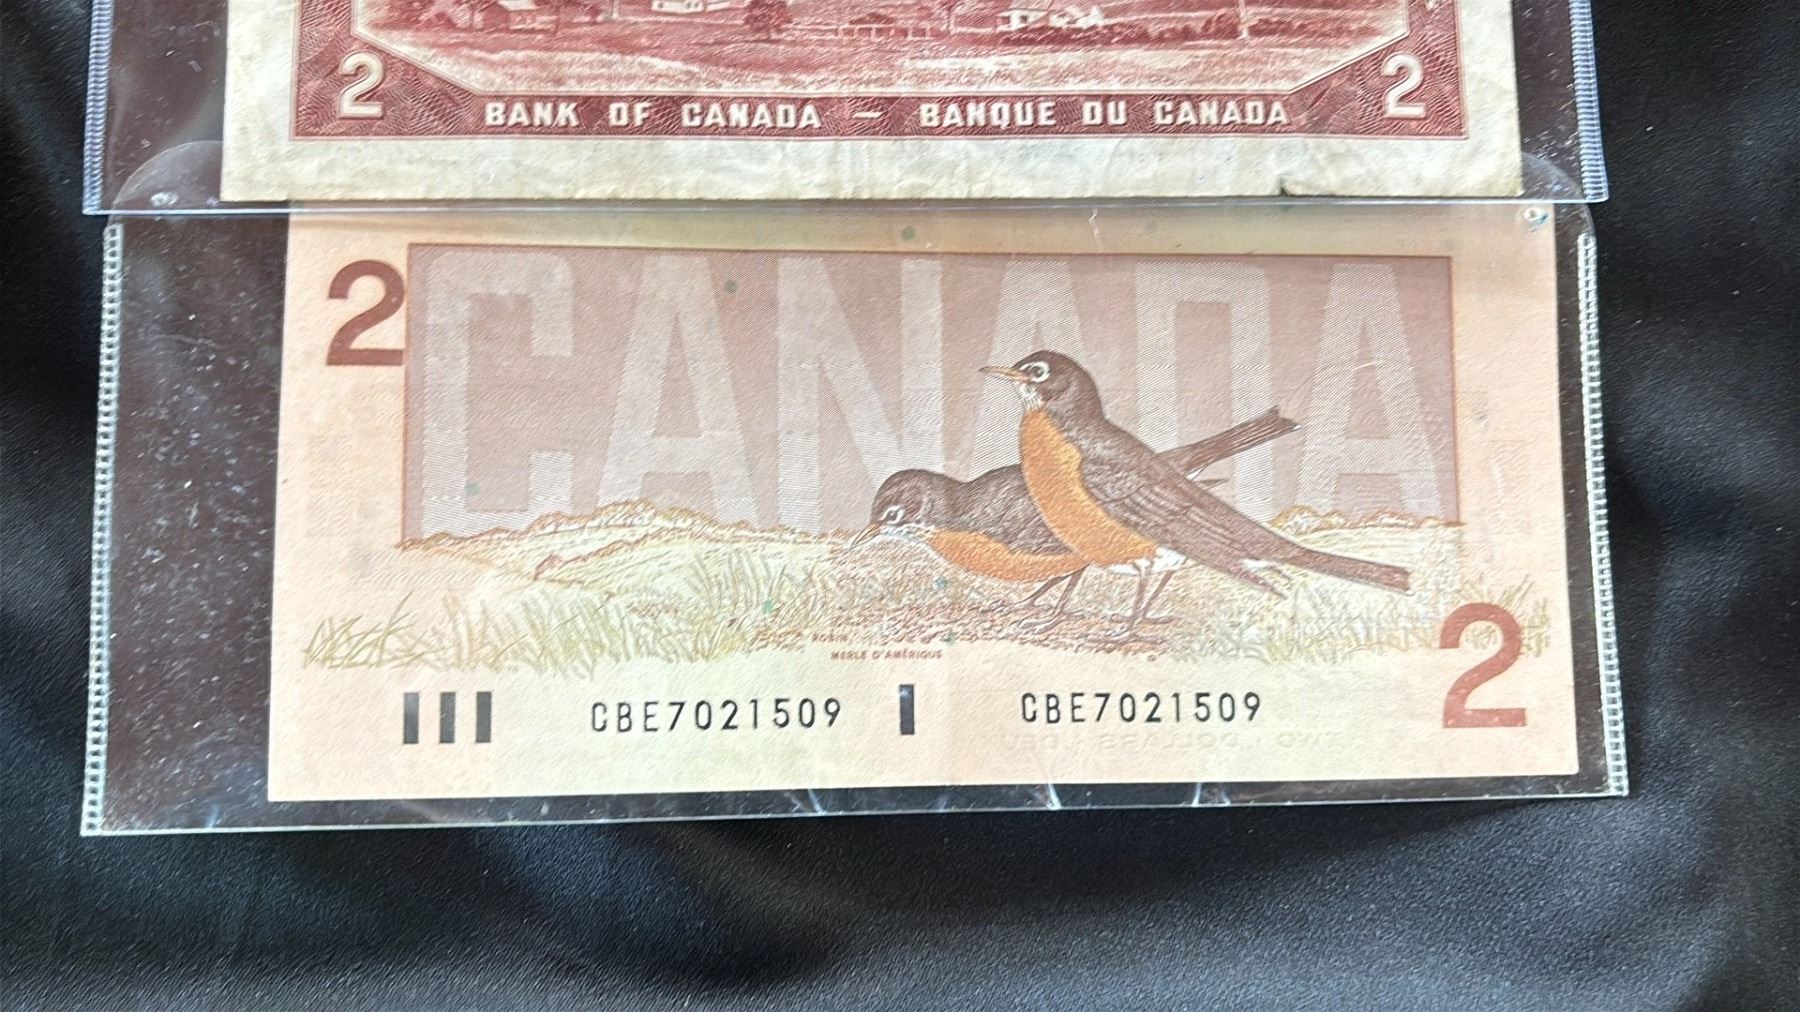 2 2
BANK OF CANADA — BANQUE DU CANADA
2
CANADA
ROBIN
MERLE D'AMÉRIQUE
CBE7021509 CBE7021509
2